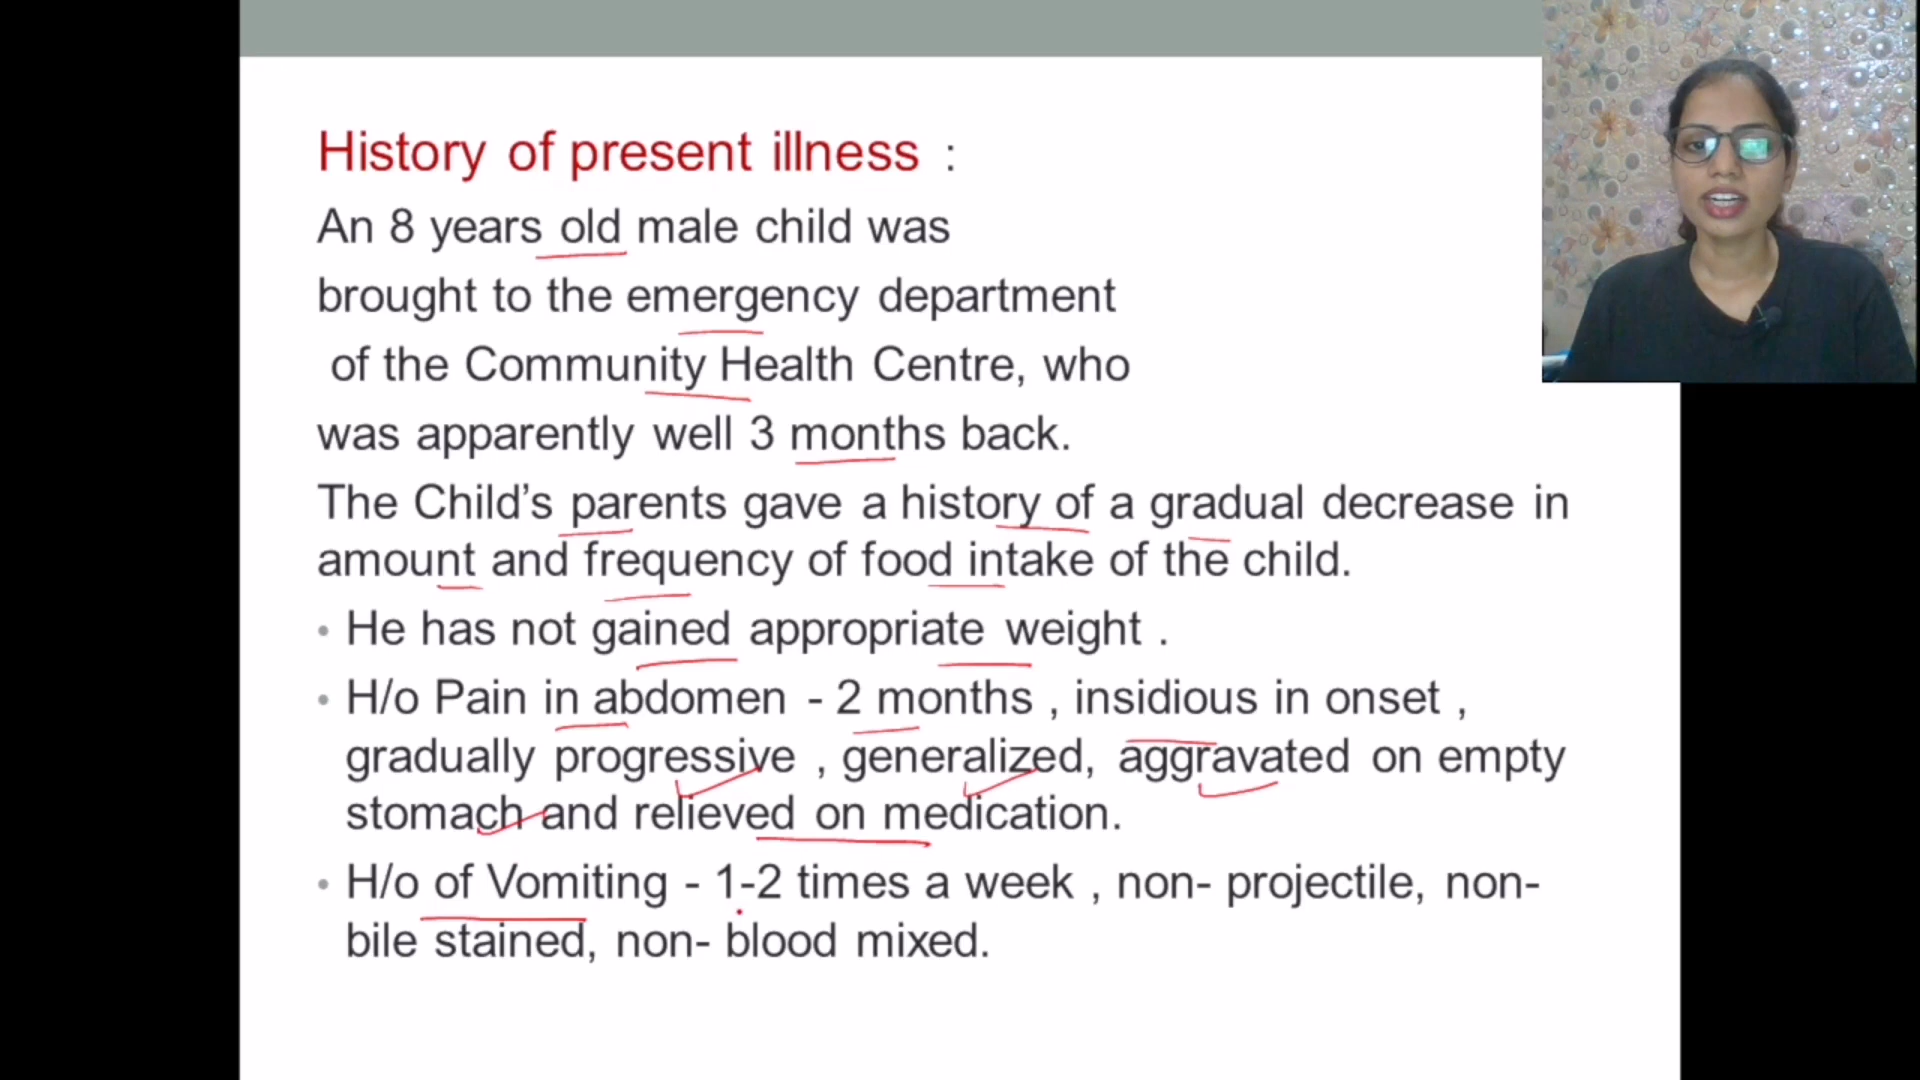 History of present illness :
An 8 years old male child was
brought to the emergency department
of the Community Health Centre, who
was apparently well 3 months back.
The Child’s parents gave a history of a gradual decrease in
amount and frequency of food intake of the child.
• He has not gained appropriate weight .
• H/o Pain in abdomen - 2 months , insidious in onset ,
gradually progressive , generalized, aggravated on empty
stomach and relieved on medication.
• H/o of Vomiting - 1-2 times a week , non- projectile, non-
bile stained, non- blood mixed.